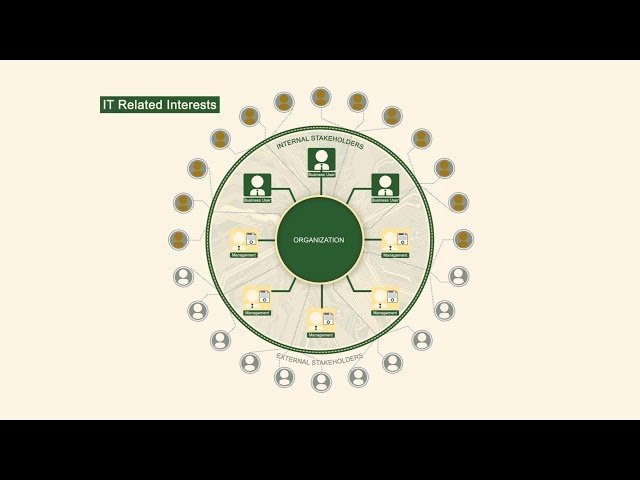 IT Related Interests
INTERNAL STAKEHOLDERS
Business User
Business User
Business User
ORGANIZATION
Management
Management
Management
Management
Management
EXTERNAL STAKEHOLDERS